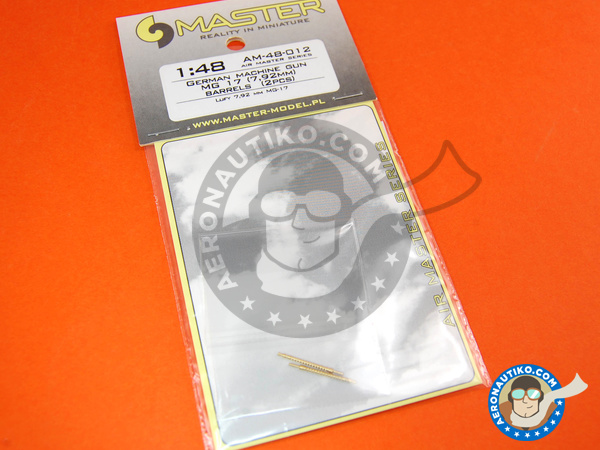 MASTER
REALITY IN MINIATURE
1:48 AM-48-012
AIR MASTER SERIES
GERMAN MACHINE GUN
MG 17 (7,92MM)
BARRELS (2PCS)
LUFY 7,92 MM MG-17
WWW.MASTER-MODEL.PL
AERONAUTIKO.COM
AIR MASTER SERIES
AERONAUTIKO.COM